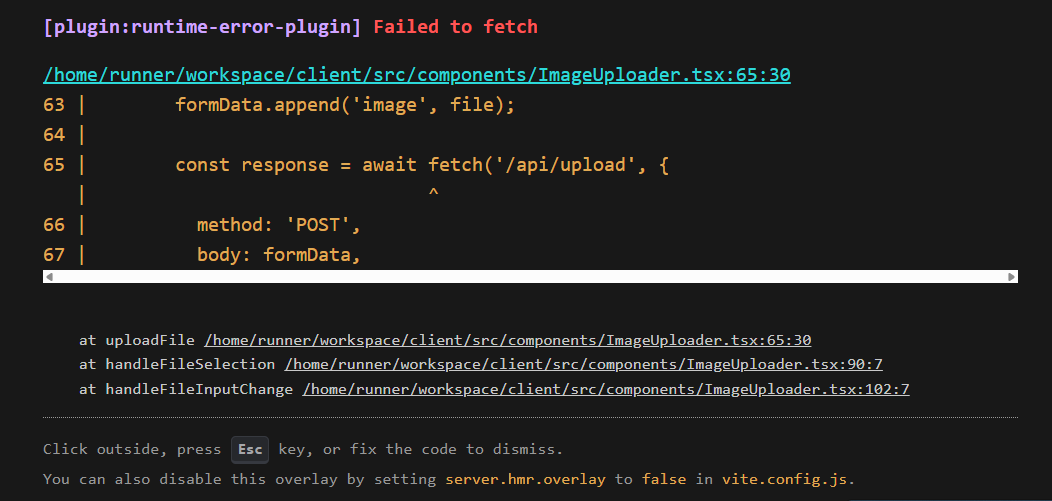 [plugin:runtime-error-plugin] Failed to fetch
/home/runner/workspace/client/src/components/ImageUploader.tsx:65:30
63 |        formData.append('image', file);
64 |
65 |        const response = await fetch('/api/upload', {
   |                               ^
66 |          method: 'POST',
67 |          body: formData,
at uploadFile /home/runner/workspace/client/src/components/ImageUploader.tsx:65:30
at handleFileSelection /home/runner/workspace/client/src/components/ImageUploader.tsx:90:7
at handleFileInputChange /home/runner/workspace/client/src/components/ImageUploader.tsx:102:7
Click outside, press Esc key, or fix the code to dismiss.
You can also disable this overlay by setting server.hmr.overlay to false in vite.config.js.